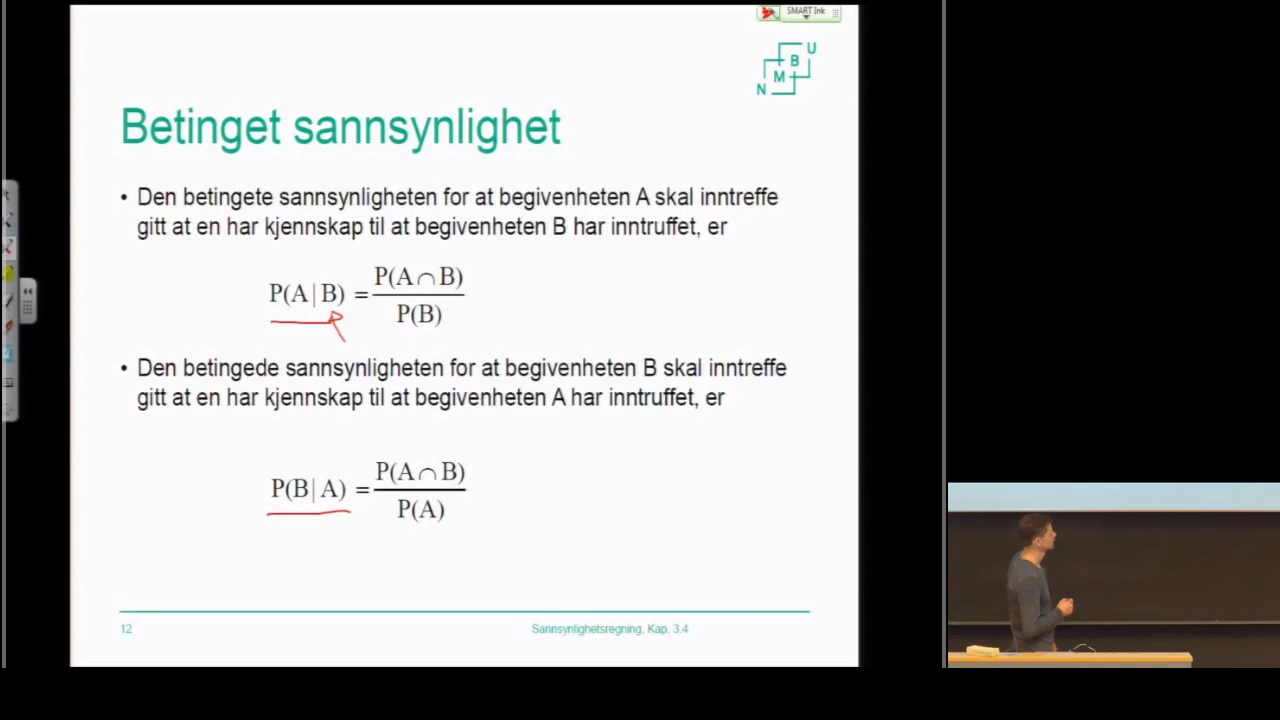 SMART Ink
U
B
M
N
Betinget sannsynlighet
• Den betingete sannsynligheten for at begivenheten A skal inntreffe
gitt at en har kjennskap til at begivenheten B har inntruffet, er
P(A | B) = P(A ∩ B) / P(B)
• Den betingede sannsynligheten for at begivenheten B skal inntreffe
gitt at en har kjennskap til at begivenheten A har inntruffet, er
P(B | A) = P(A ∩ B) / P(A)
12
Sannsynlighetsregning, Kap. 3.4